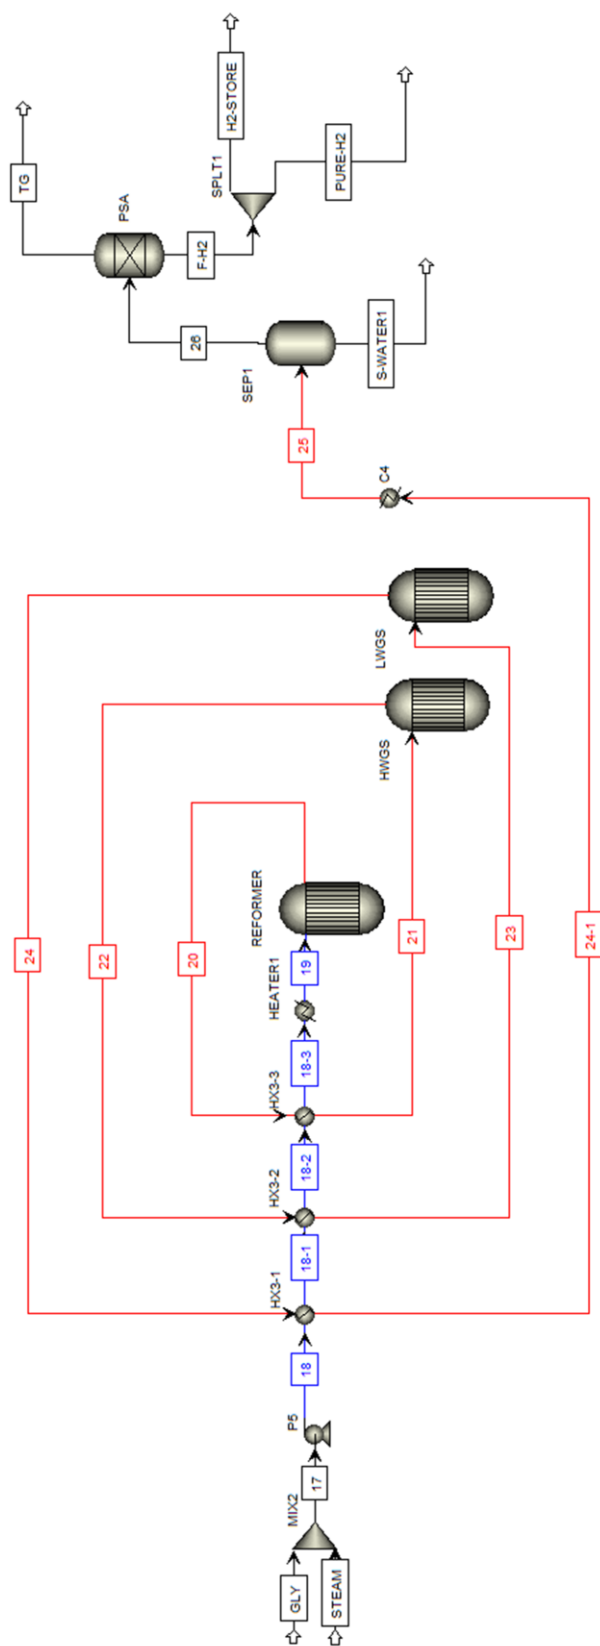 GLY
STEAM
MIX2
17
P5
18
HX3-1
18-1
HX3-2
18-2
HX3-3
18-3
HEATER1
19
REFORMER
20
21
22
23
24
24-1
HWGS
LWGS
C4
25
SEP1
S-WATER1
26
PSA
TG
F-H2
SPLT1
H2-STORE
PURE-H2